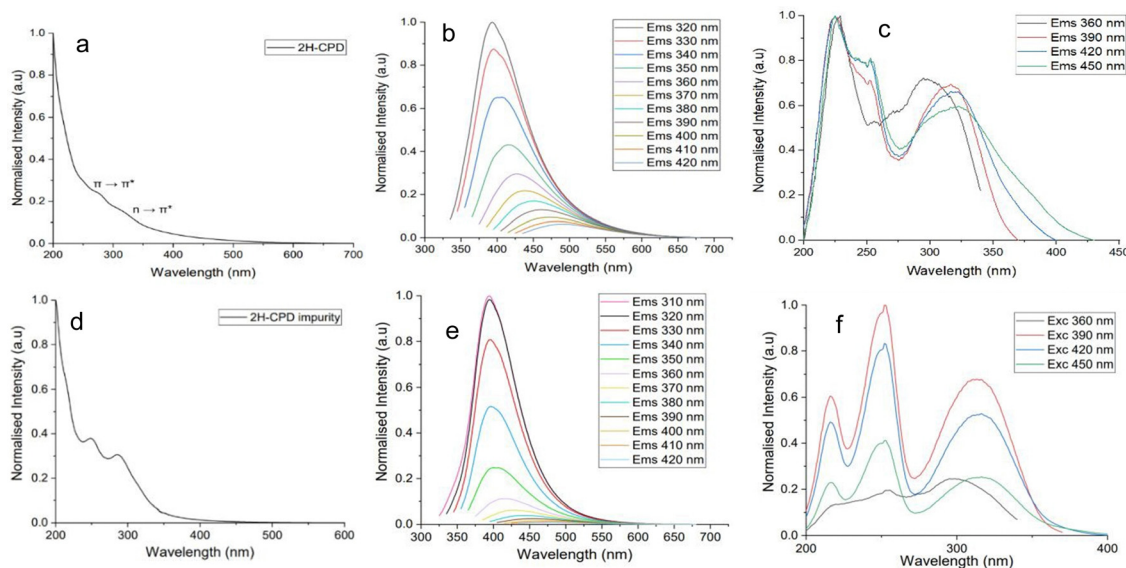 a
2H-CPD
Normalised Intensity (a.u)
1.0
0.8
0.6
0.4
0.2
0.0
π → π*
n → π*
200 300 400 500 600 700
Wavelength (nm)
b
Ems 320 nm
Ems 330 nm
Ems 340 nm
Ems 350 nm
Ems 360 nm
Ems 370 nm
Ems 380 nm
Ems 390 nm
Ems 400 nm
Ems 410 nm
Ems 420 nm
Normalised Intensity (a.u)
1.0
0.8
0.6
0.4
0.2
0.0
300 350 400 450 500 550 600 650 700
Wavelength (nm)
c
Ems 360 nm
Ems 390 nm
Ems 420 nm
Ems 450 nm
Normalised Intensity (a.u)
1.0
0.8
0.6
0.4
0.2
0.0
200 250 300 350 400 450
Wavelength (nm)
d
2H-CPD impurity
Normalised Intensity (a.u)
1.0
0.8
0.6
0.4
0.2
0.0
200 300 400 500 600
Wavelength (nm)
e
Ems 310 nm
Ems 320 nm
Ems 330 nm
Ems 340 nm
Ems 350 nm
Ems 360 nm
Ems 370 nm
Ems 380 nm
Ems 390 nm
Ems 400 nm
Ems 410 nm
Ems 420 nm
Normalised Intensity (a.u)
1.0
0.8
0.6
0.4
0.2
0.0
300 350 400 450 500 550 600 650 700
Wavelength (nm)
f
Exc 360 nm
Exc 390 nm
Exc 420 nm
Exc 450 nm
Normalised Intensity (a.u)
1.0
0.8
0.6
0.4
0.2
0.0
200 300 400
Wavelength (nm)